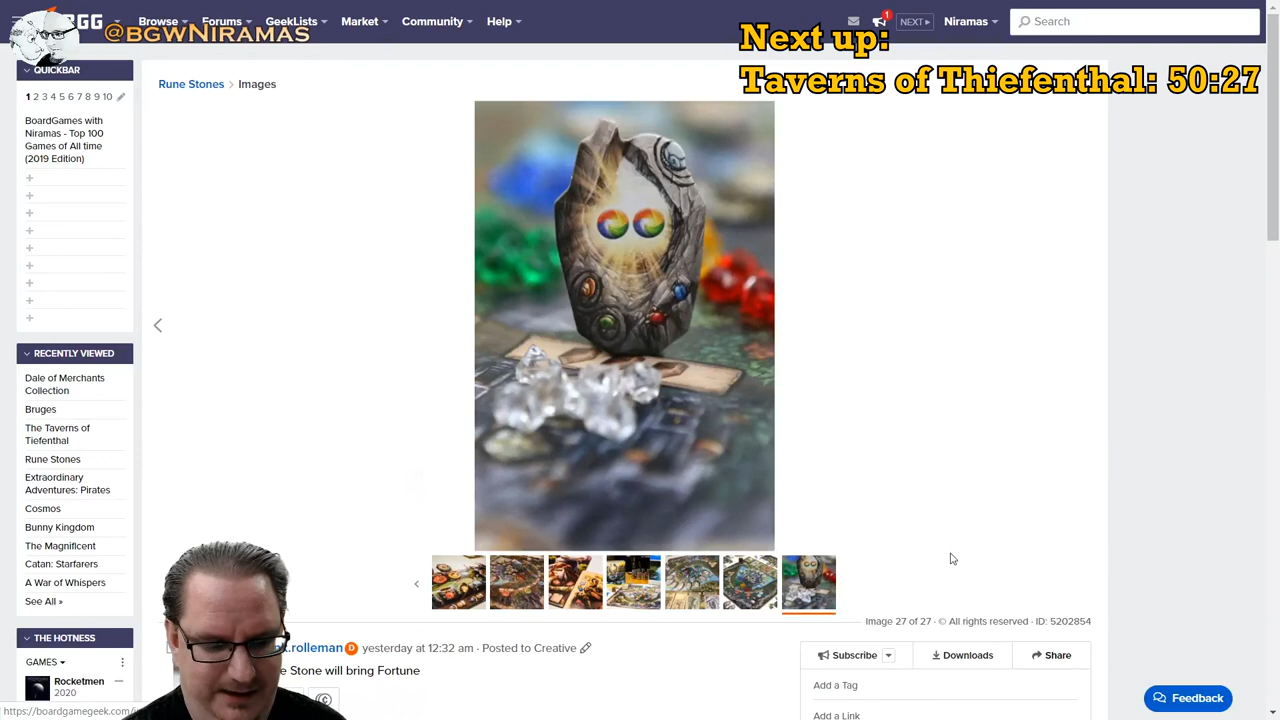 BGG Browse Forums GeekLists Market Community Help NEXT 1 Niramas Search
@BGWNIRAMAS
Next up:
Taverns of Thiefenthal: 50:27
QUICKBAR
1 2 3 4 5 6 7 8 9 10
BoardGames with
Niramas - Top 100
Games of All time
(2019 Edition)
Rune Stones > Images
RECENTLY VIEWED
Dale of Merchants
Collection
Bruges
The Taverns of
Tiefenthal
Rune Stones
Extraordinary
Adventures: Pirates
Cosmos
Bunny Kingdom
The Magnificent
Catan: Starfarers
A War of Whispers
See All »
THE HOTNESS
GAMES
Rocketmen
2020
Image 27 of 27 · © All rights reserved · ID: 5202854
.rolleman D yesterday at 12:32 am · Posted to Creative
Stone will bring Fortune
Subscribe Downloads Share
Add a Tag
Add a Link
Feedback
https://boardgamegeek.com/i